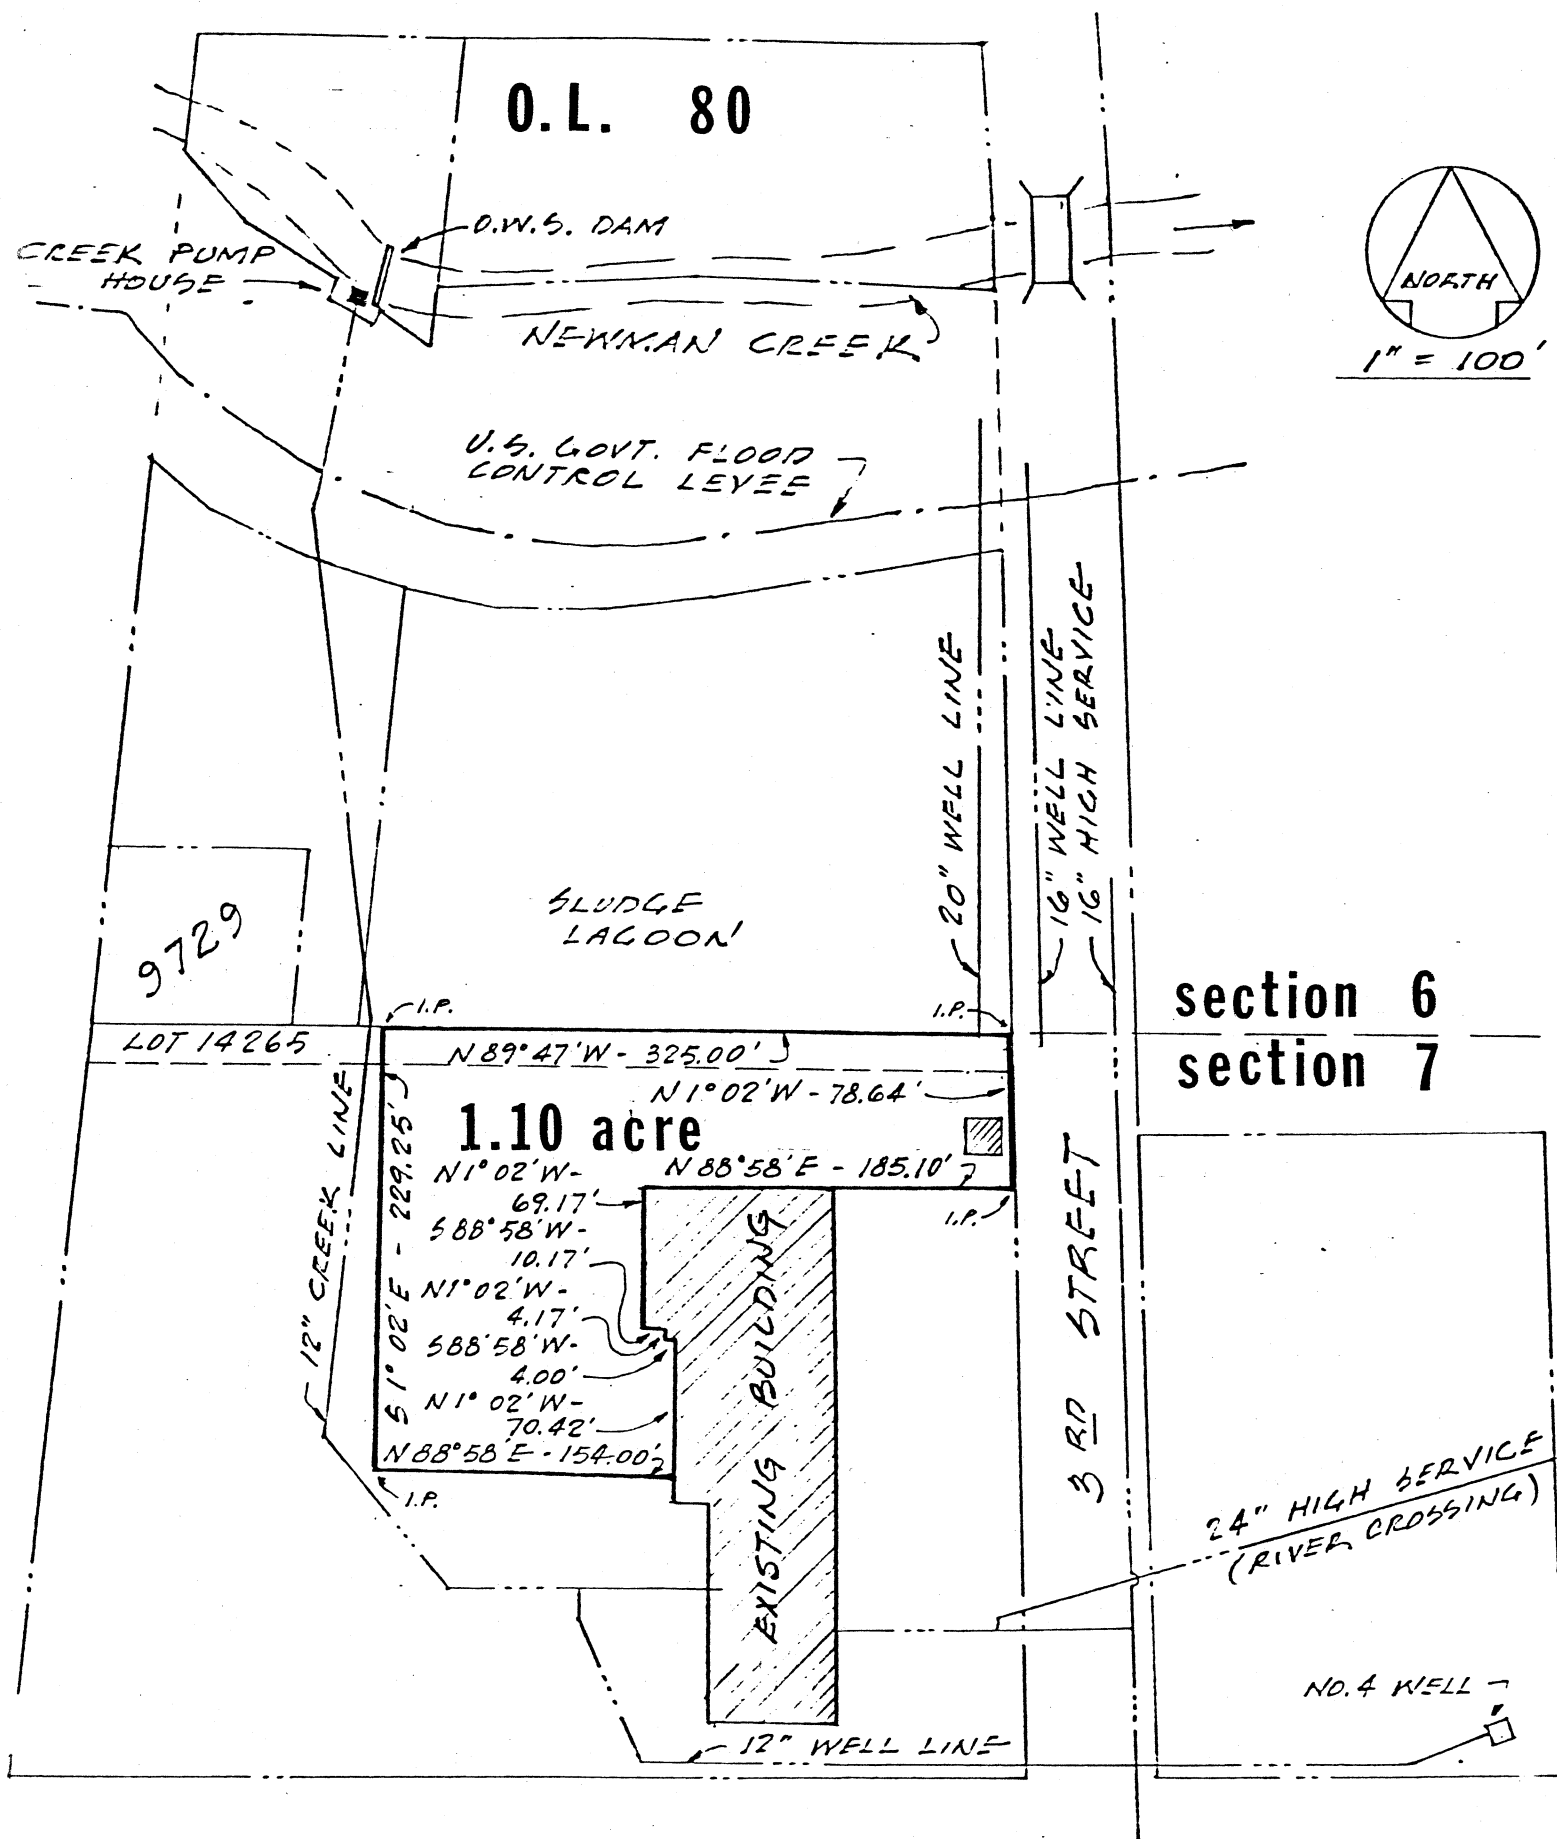 O.L. 80
O.W.S. DAM
CREEK PUMP
HOUSE
NEWMAN CREEK
NORTH
1" = 100'
U.S. GOVT. FLOOD
CONTROL LEVEE
20" WELL LINE
16" WELL LINE
16" HIGH SERVICE
9729
SLUDGE
LAGOON
section 6
I.P.
I.P.
LOT 14265
N 89°47'W - 325.00'
section 7
N 1°02'W - 78.64'
1.10 acre
12" CREEK LINE
S 1°02'E - 229.25'
N 88°58'E - 185.10'
N 1°02'W -
69.17'
S 88°58'W -
10.17'
N 1°02'W -
4.17'
S 88°58'W -
4.00'
N 1°02'W -
70.42'
N 88°58'E - 154.00'
I.P.
I.P.
EXISTING BUILDING
3RD STREET
24" HIGH SERVICE
(RIVER CROSSING)
NO. 4 WELL
12" WELL LINE